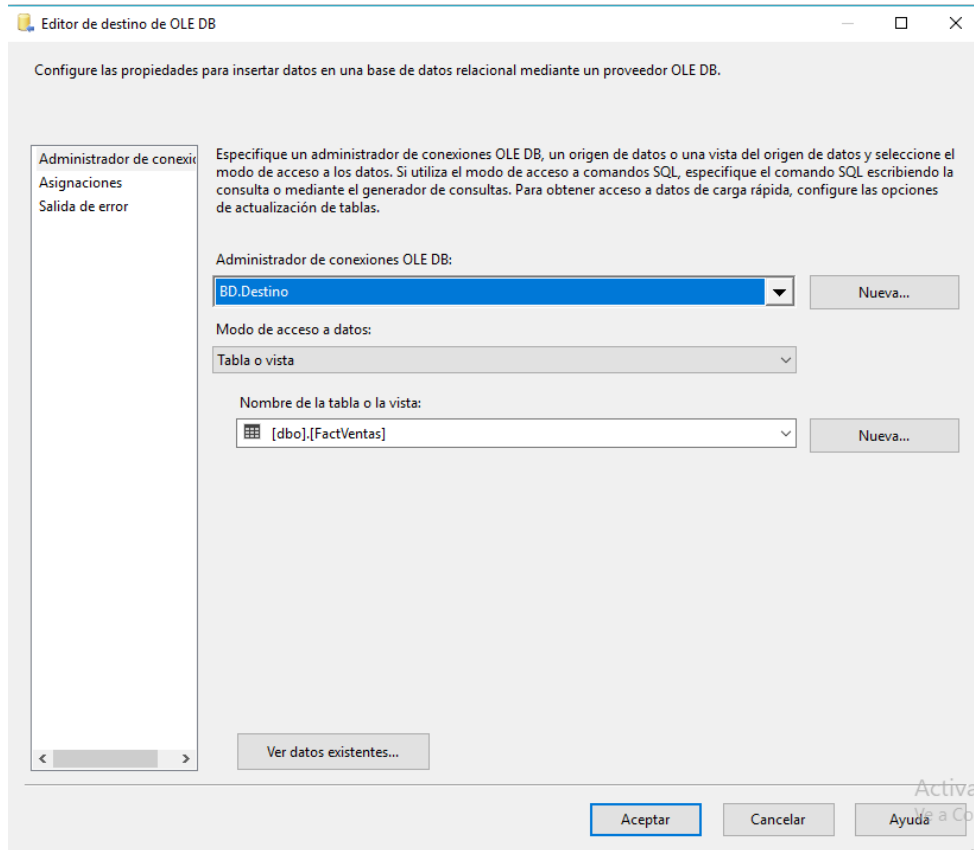 Editor de destino de OLE DB
Configure las propiedades para insertar datos en una base de datos relacional mediante un proveedor OLE DB.
Administrador de conexic
Asignaciones
Salida de error
Especifique un administrador de conexiones OLE DB, un origen de datos o una vista del origen de datos y seleccione el
modo de acceso a los datos. Si utiliza el modo de acceso a comandos SQL, especifique el comando SQL escribiendo la
consulta o mediante el generador de consultas. Para obtener acceso a datos de carga rápida, configure las opciones
de actualización de tablas.
Administrador de conexiones OLE DB:
BD.Destino
Nueva...
Modo de acceso a datos:
Tabla o vista
Nombre de la tabla o la vista:
[dbo].[FactVentas]
Nueva...
Ver datos existentes...
Activa
Ve a Co
Aceptar
Cancelar
Ayuda